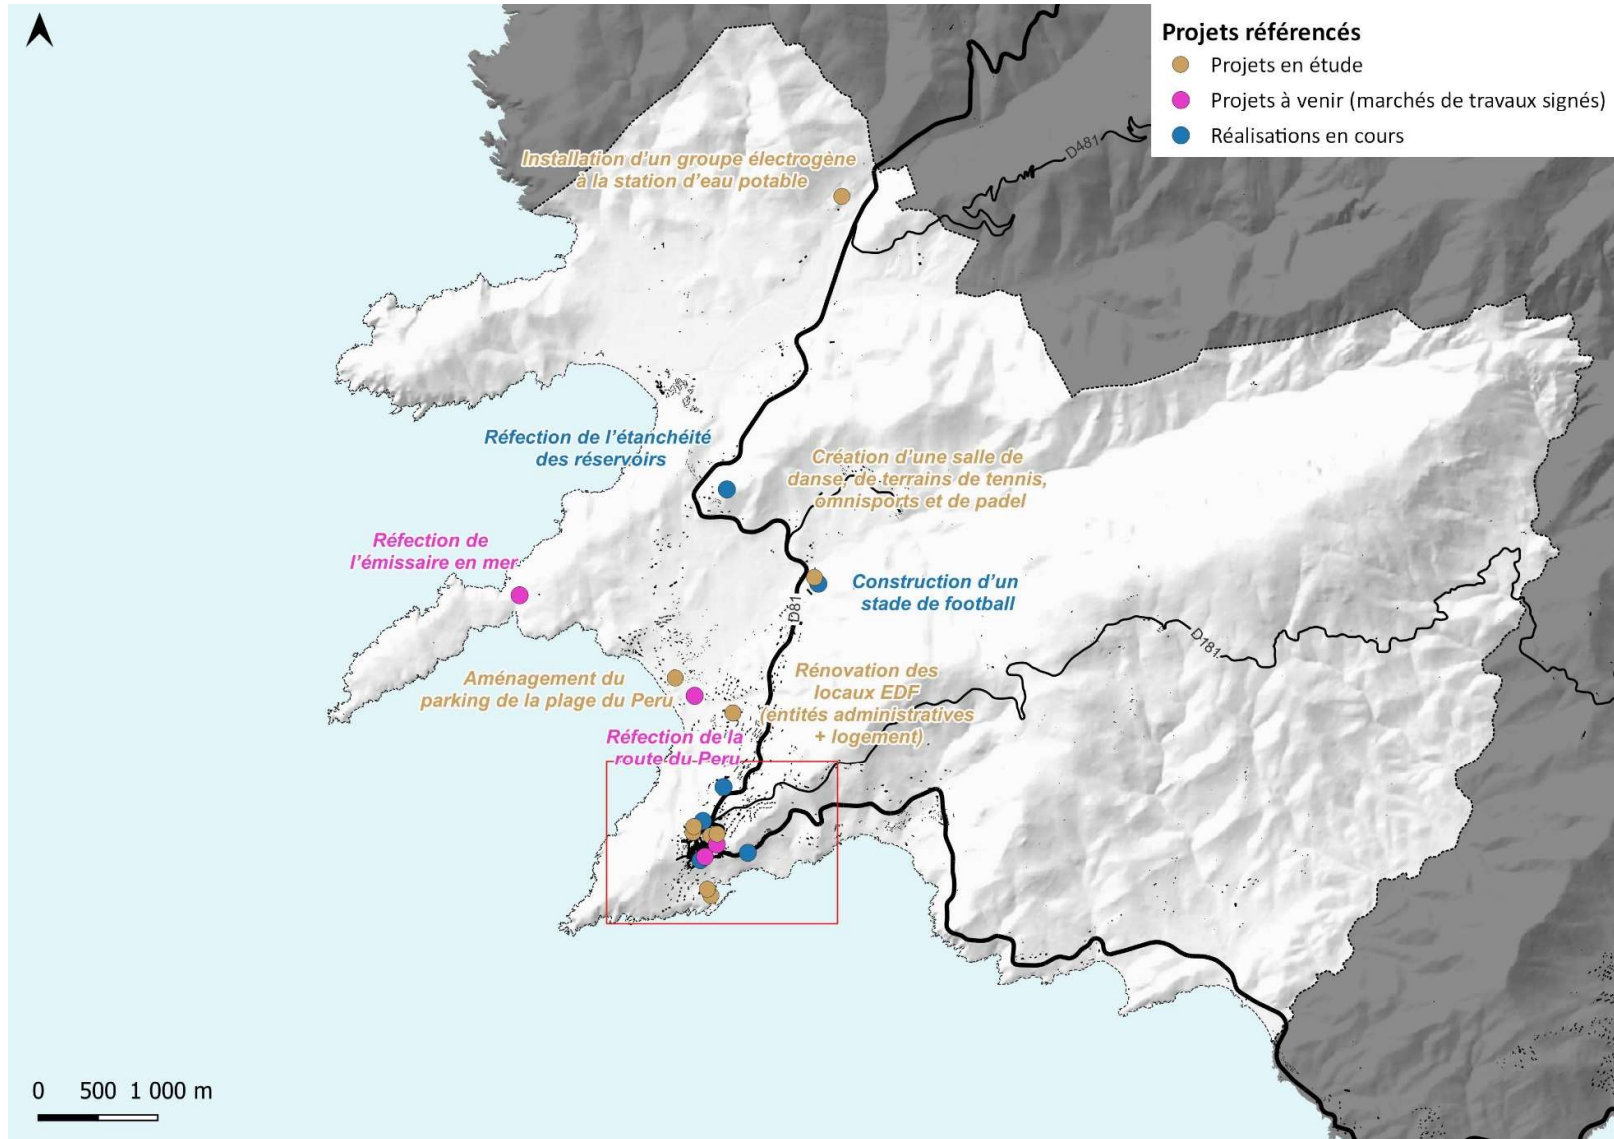 Projets référencés
Projets en étude
Projets à venir (marchés de travaux signés)
Réalisations en cours
D481
Installation d'un groupe électrogène
à la station d'eau potable
Réfection de l'étanchéité
des réservoirs
Création d'une salle de
danse, de terrains de tennis,
omnisports et de padel
Réfection de
l'émissaire en mer
Construction d'un
stade de football
D81
D181
Aménagement du
parking de la plage du Peru
Rénovation des
locaux EDF
(entités administratives
+ logement)
Réfection de la
route du Peru
0 500 1 000 m